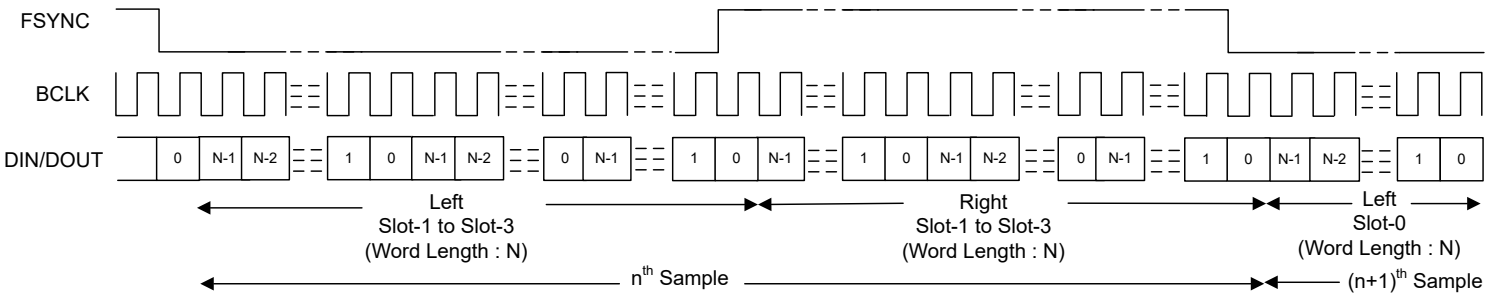 FSYNC
BCLK
DIN/DOUT
0 N-1 N-2 1 0 N-1 N-2 0 N-1 1 0 N-1 1 0 N-1 N-2 0 N-1 1 0 N-1 N-2 1 0
Left
Slot-1 to Slot-3
(Word Length : N)
Right
Slot-1 to Slot-3
(Word Length : N)
Left
Slot-0
(Word Length : N)
nth Sample
(n+1)th Sample